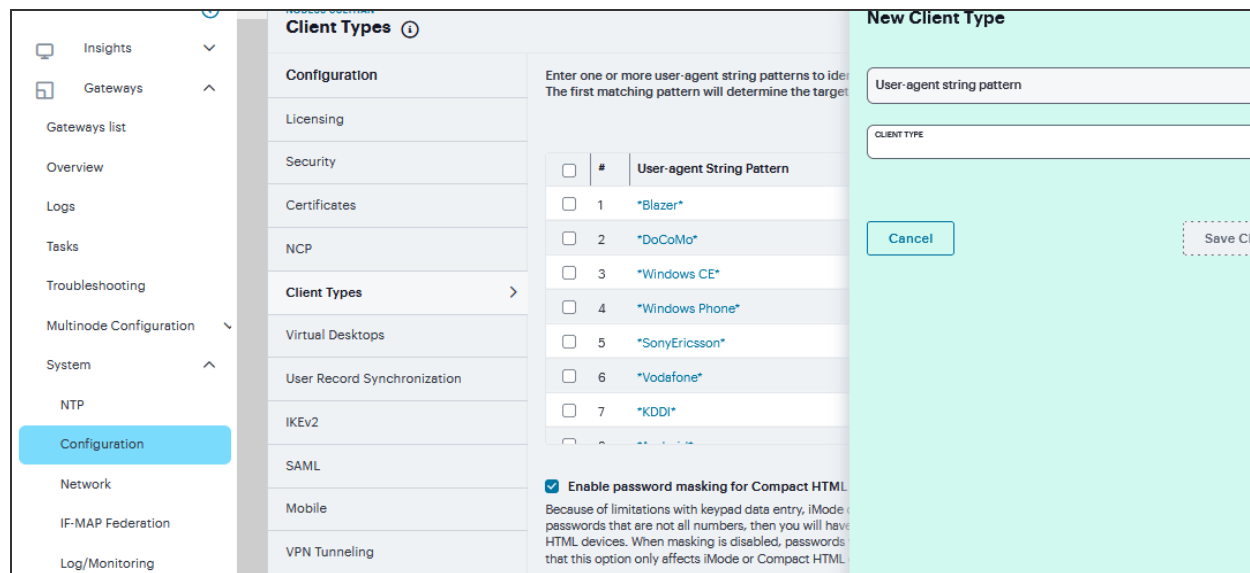 Insights
Gateways
Gateways list
Overview
Logs
Tasks
Troubleshooting
Multinode Configuration
System
NTP
Configuration
Network
IF-MAP Federation
Log/Monitoring
Client Types
Configuration
Licensing
Security
Certificates
NCP
Client Types
Virtual Desktops
User Record Synchronization
IKEv2
SAML
Mobile
VPN Tunneling
Enter one or more user-agent string patterns to
The first matching pattern will determine the target
# User-agent String Pattern
1 *Blazer*
2 *DoCoMo*
3 *Windows CE*
4 *Windows Phone*
5 *SonyEricsson*
6 *Vodafone*
7 *KDDI*
Enable password masking for Compact HTML
Because of limitations with keypad data entry, iMode
passwords that are not all numbers, then you will have
HTML devices. When masking is disabled, passwords
that this option only affects iMode or Compact HTML
New Client Type
User-agent string pattern
CLIENT TYPE
Cancel
Save